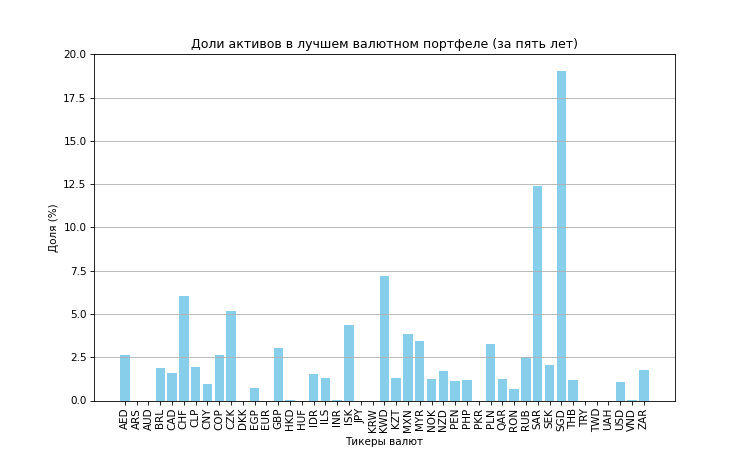 Доли активов в лучшем валютном портфеле (за пять лет)
20.0
17.5
15.0
12.5
10.0
7.5
5.0
2.5
0.0
Доля (%)
AED ARS AUD BRL CAD CHF CLP CNY COP CZK DKK EGP EUR GBP HKD HUF IDR ILS INR ISK JPY KRW KWD KZT MXN MYR NOK NZD PEN PHP PKR PLN QAR RON RUB SAR SEK SGD THB TRY TWD UAH USD VND ZAR
Тикеры валют